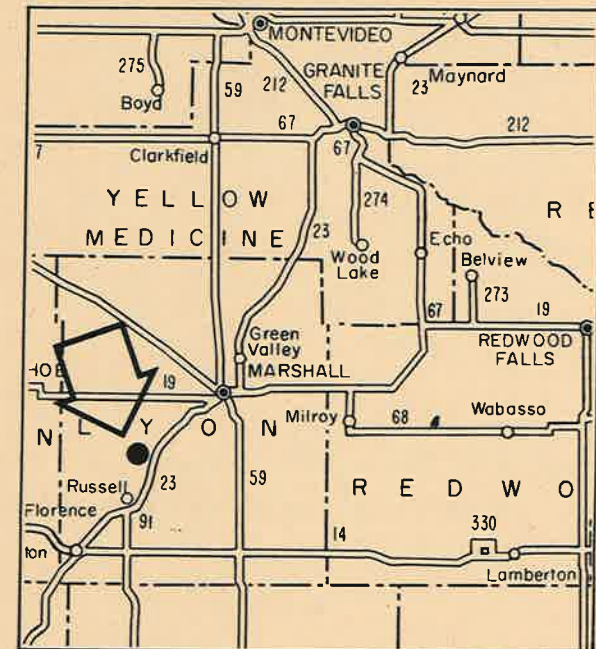 MONTEVIDEO
275
59
212
GRANITE FALLS
23
Maynard
Boyd
67
67
212
7
Clarkfield
YELLOW MEDICINE
23
274
Wood Lake
Echo
R E
Belview
273
67
19
REDWOOD FALLS
Green Valley
MARSHALL
HOE
19
Milroy
68
Wabasso
N L Y O N
23
59
Russell
Florence
91
ton
R E D W O
14
330
Lamberton